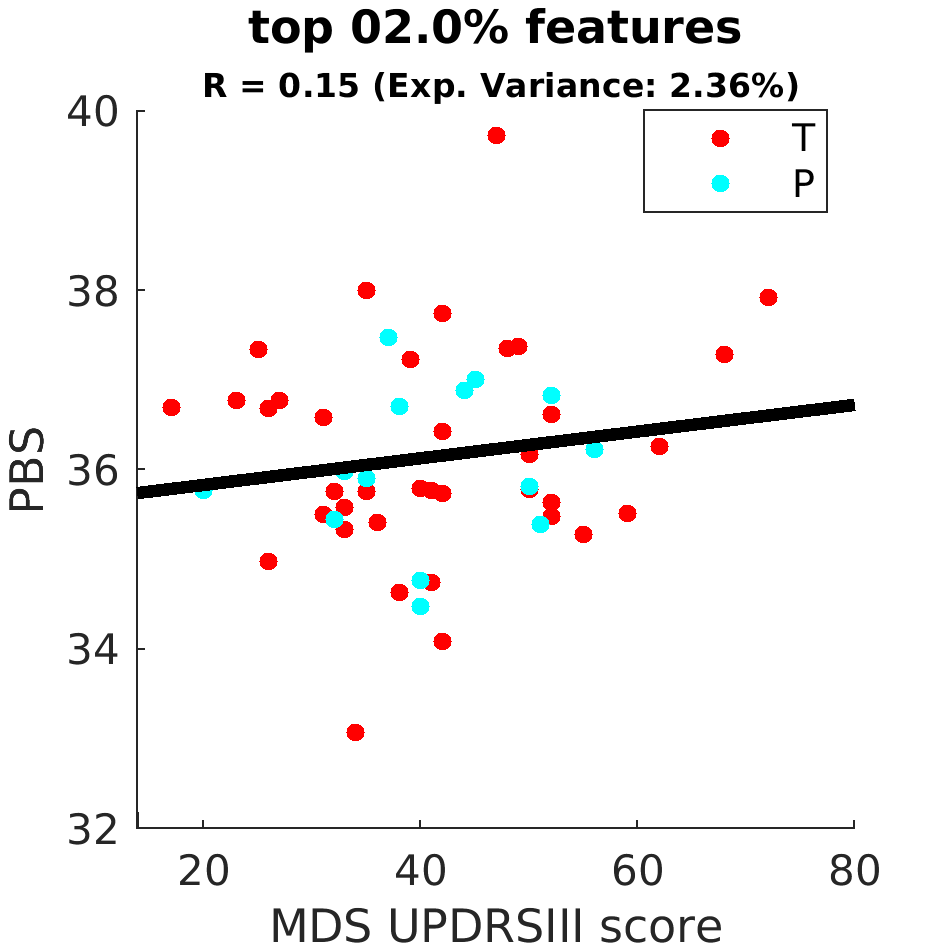 top 02.0% features
R = 0.15 (Exp. Variance: 2.36%)
T
P
40
38
36
34
32
PBS
20 40 60 80
MDS UPDRSIII score